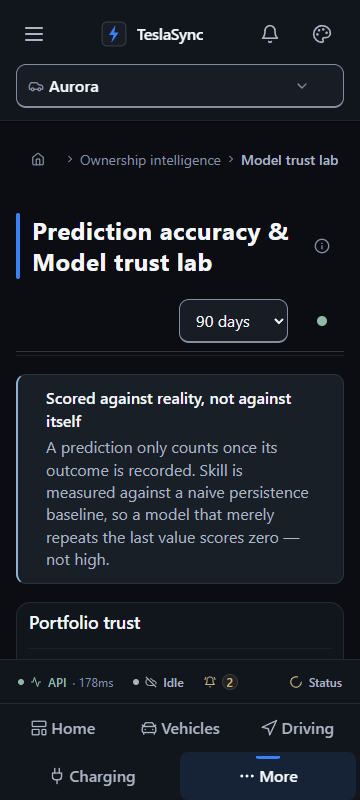 TeslaSync
Aurora
Ownership intelligence
Model trust lab
Prediction accuracy &
Model trust lab
90 days
Scored against reality, not against
itself
A prediction only counts once its
outcome is recorded. Skill is
measured against a naive persistence
baseline, so a model that merely
repeats the last value scores zero —
not high.
Portfolio trust
API · 178ms
Idle
2
Status
Home
Vehicles
Driving
Charging
More